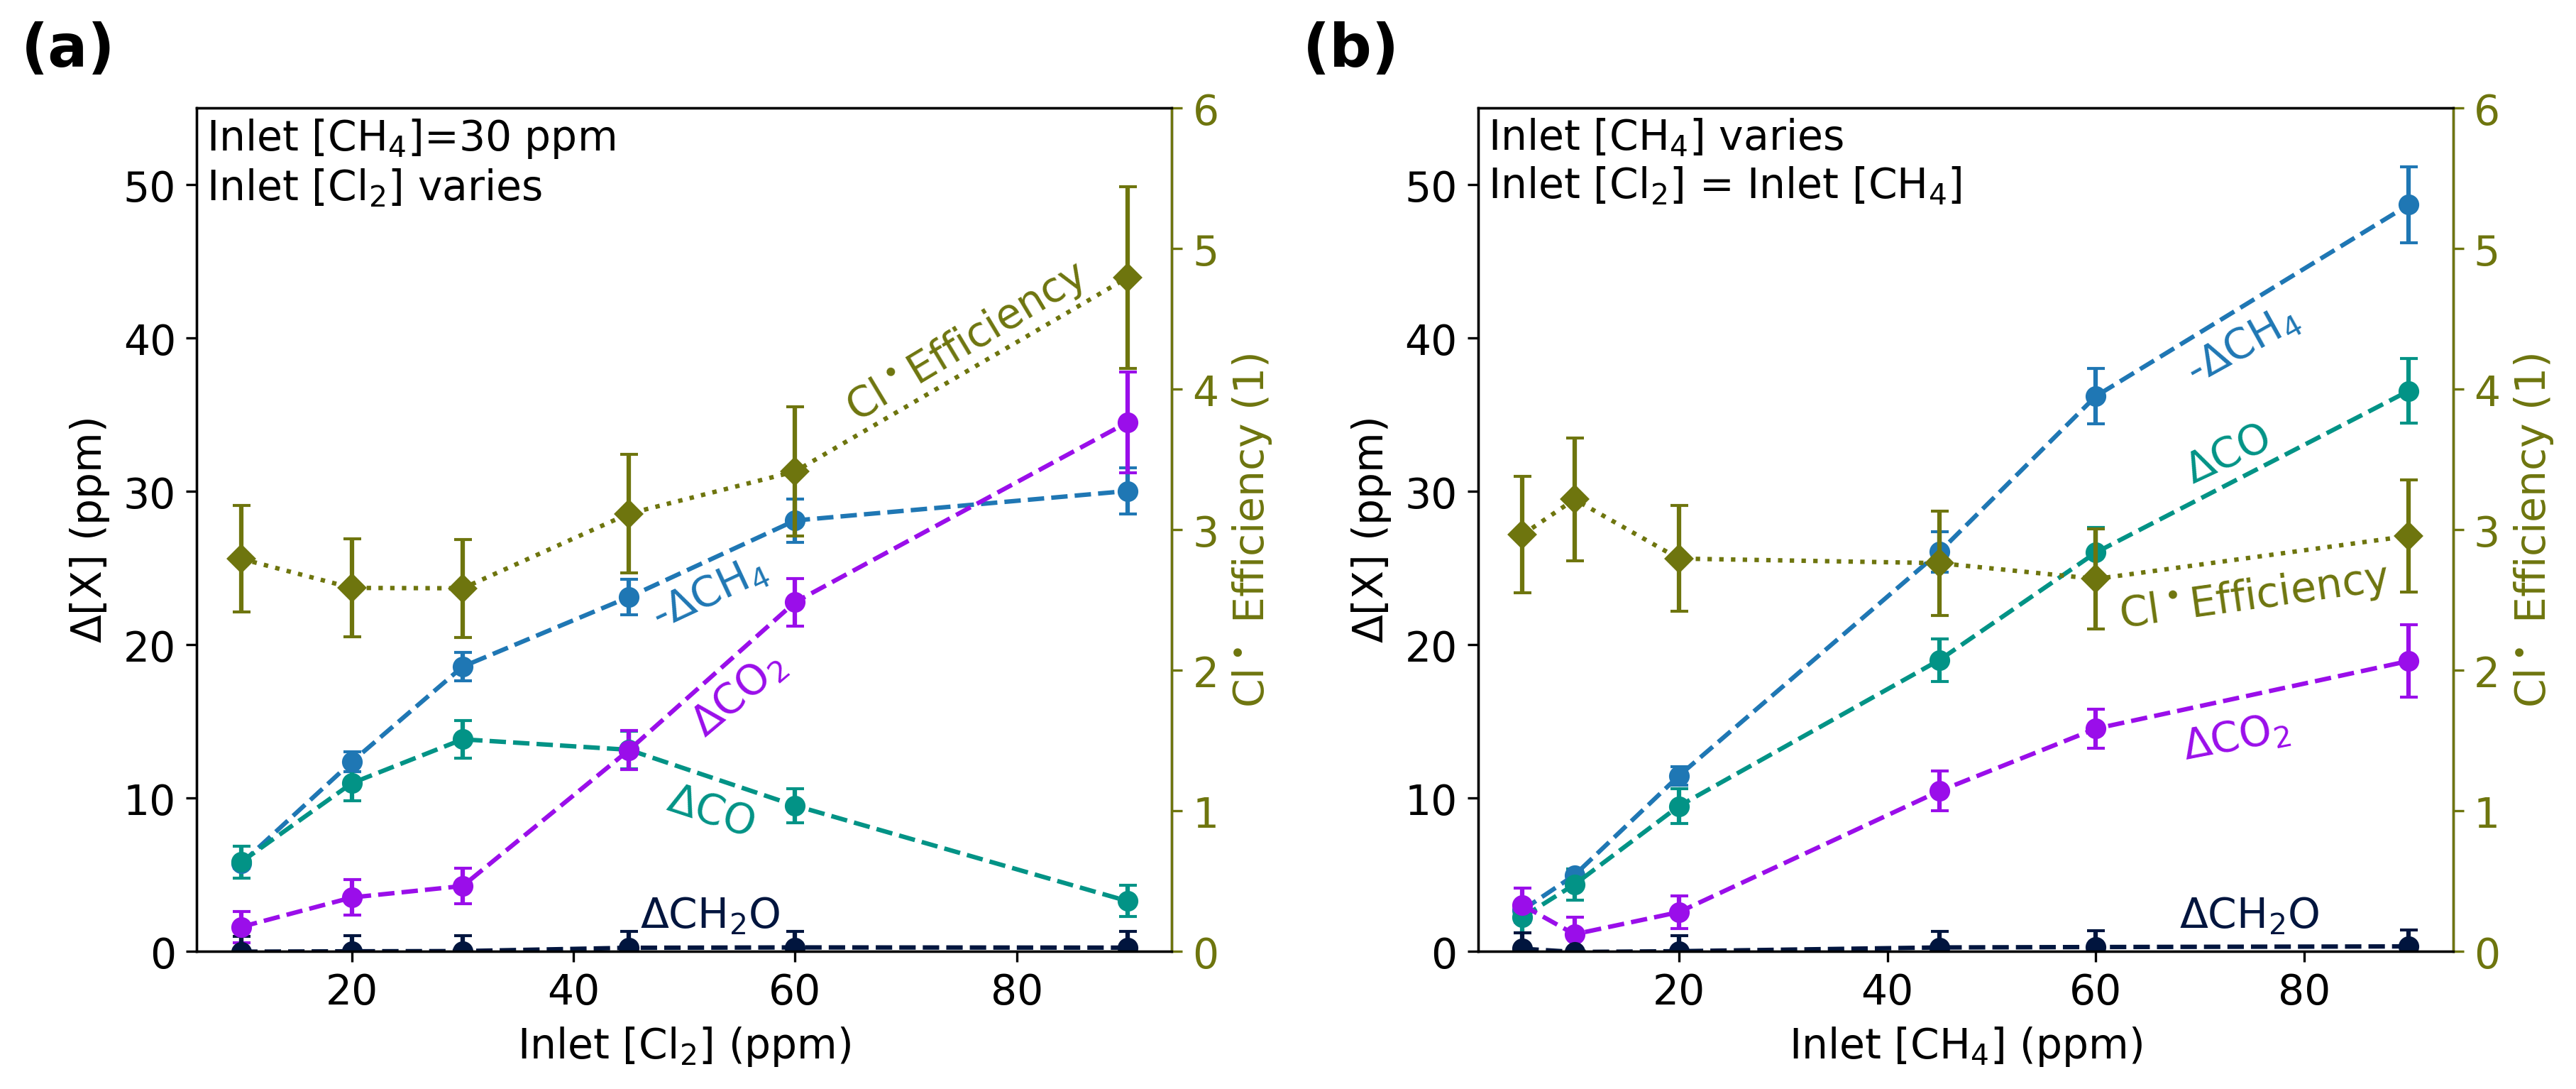 (a)
Inlet [CH₄]=30 ppm
Inlet [Cl₂] varies
Δ[X] (ppm)
50
40
30
20
10
0
20
40
60
80
Inlet [Cl₂] (ppm)
6
5
4
3
2
1
0
Cl• Efficiency (1)
Cl• Efficiency
-ΔCH₄
ΔCO₂
ΔCO
ΔCH₂O
(b)
Inlet [CH₄] varies
Inlet [Cl₂] = Inlet [CH₄]
Δ[X] (ppm)
50
40
30
20
10
0
20
40
60
80
Inlet [CH₄] (ppm)
6
5
4
3
2
1
0
Cl• Efficiency (1)
-ΔCH₄
ΔCO
Cl• Efficiency
ΔCO₂
ΔCH₂O